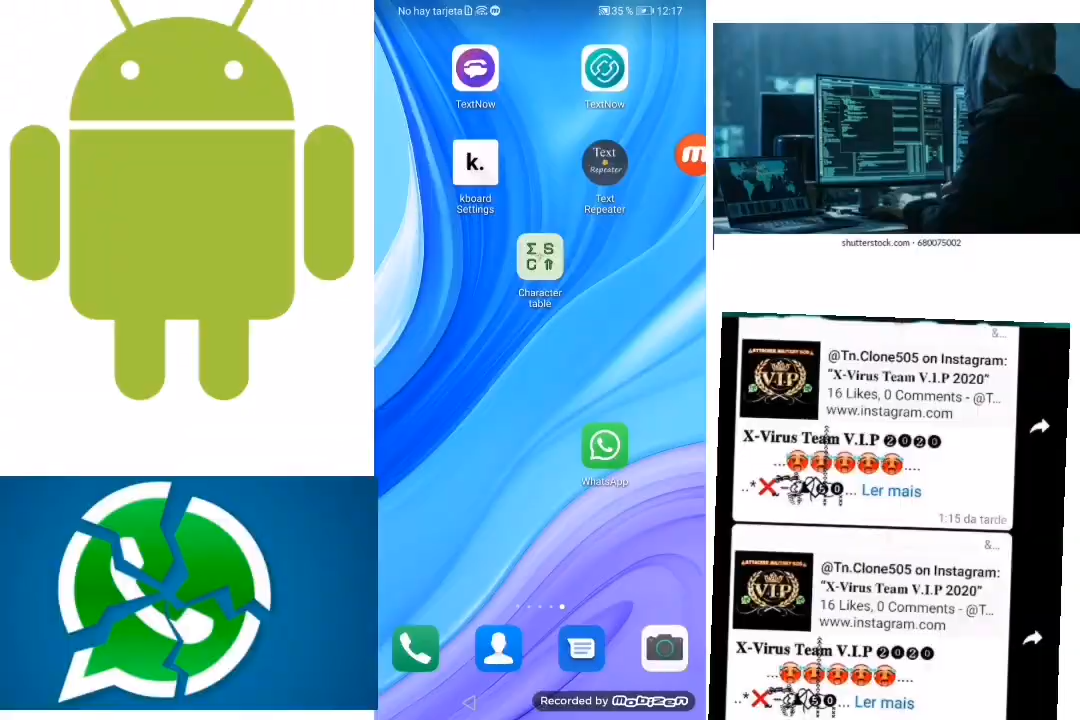 No hay tarjeta
35 %
12:17
TextNow
TextNow
k.
Text
Repeater
kboard
Settings
Text
Repeater
Σ S
C ⇈
Character
table
WhatsApp
Recorded by mobizen
shutterstock.com · 680075002
&...
V.I.P
@Tn.Clone505 on Instagram:
"X-Virus Team V.I.P 2020"
16 Likes, 0 Comments - @T...
www.instagram.com
X-Virus Team V.I.P ❷⓿❷⓿
... Ler mais
1:15 da tarde
&...
V.I.P
@Tn.Clone505 on Instagram:
"X-Virus Team V.I.P 2020"
16 Likes, 0 Comments - @T...
www.instagram.com
X-Virus Team V.I.P ❷⓿❷⓿
... Ler mais